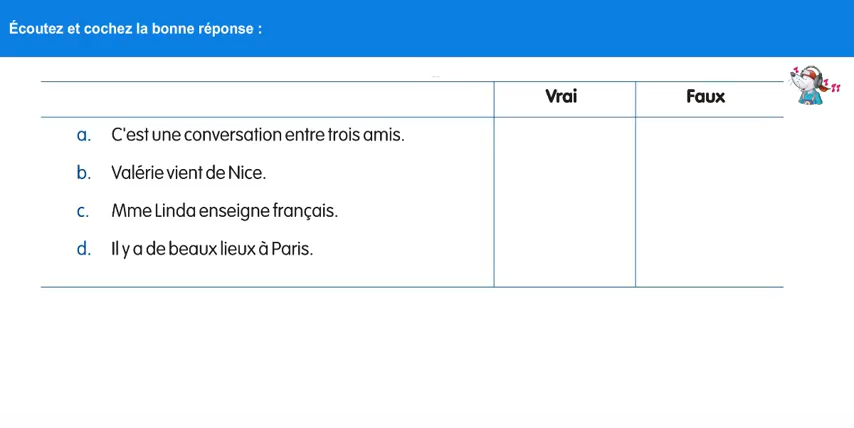 Écoutez et cochez la bonne réponse :
Vrai Faux
a. C'est une conversation entre trois amis.
b. Valérie vient de Nice.
c. Mme Linda enseigne français.
d. Il y a de beaux lieux à Paris.